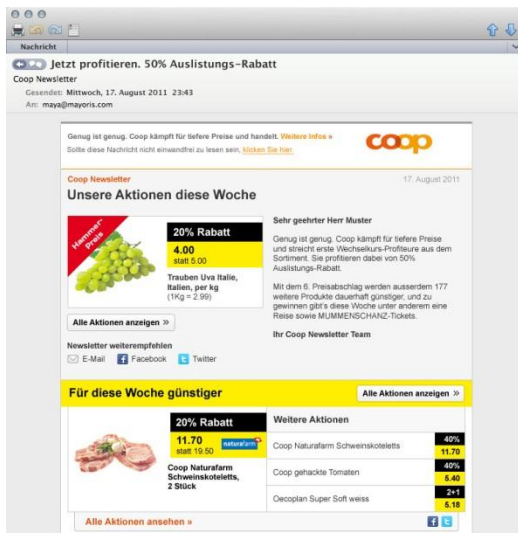 Nachricht
Jetzt profitieren. 50% Auslistungs-Rabatt
Coop Newsletter
Gesendet: Mittwoch, 17. August 2011 23:43
An: maya@mayoris.com
Genug ist genug. Coop kämpft für tiefere Preise und handelt. Weitere Infos »
Sollte diese Nachricht nicht einwandfrei zu lesen sein, klicken Sie hier.
coop
Coop Newsletter
17. August 2011
Unsere Aktionen diese Woche
Hammer-
Preis
20% Rabatt
4.00
statt 5.00
Trauben Uva Italie,
Italien, per kg
(1Kg = 2.99)
Alle Aktionen anzeigen »
Newsletter weiterempfehlen
E-Mail
Facebook
Twitter
Sehr geehrter Herr Muster
Genug ist genug. Coop kämpft für tiefere Preise
und streicht erste Wechselkurs-Profiteure aus dem
Sortiment. Sie profitieren dabei von 50%
Auslistungs-Rabatt.
Mit dem 6. Preisabschlag werden ausserdem 177
weitere Produkte dauerhaft günstiger, und zu
gewinnen gibt's diese Woche unter anderem eine
Reise sowie MUMMENSCHANZ-Tickets.
Ihr Coop Newsletter Team
Für diese Woche günstiger
Alle Aktionen anzeigen »
20% Rabatt
11.70
statt 19.50
naturafarm
Coop Naturafarm
Schweinskoteletts,
2 Stück
Weitere Aktionen
Coop Naturafarm Schweinskoteletts
40%
11.70
Coop gehackte Tomaten
40%
5.40
Oecoplan Super Soft weiss
2+1
5.18
Alle Aktionen ansehen »